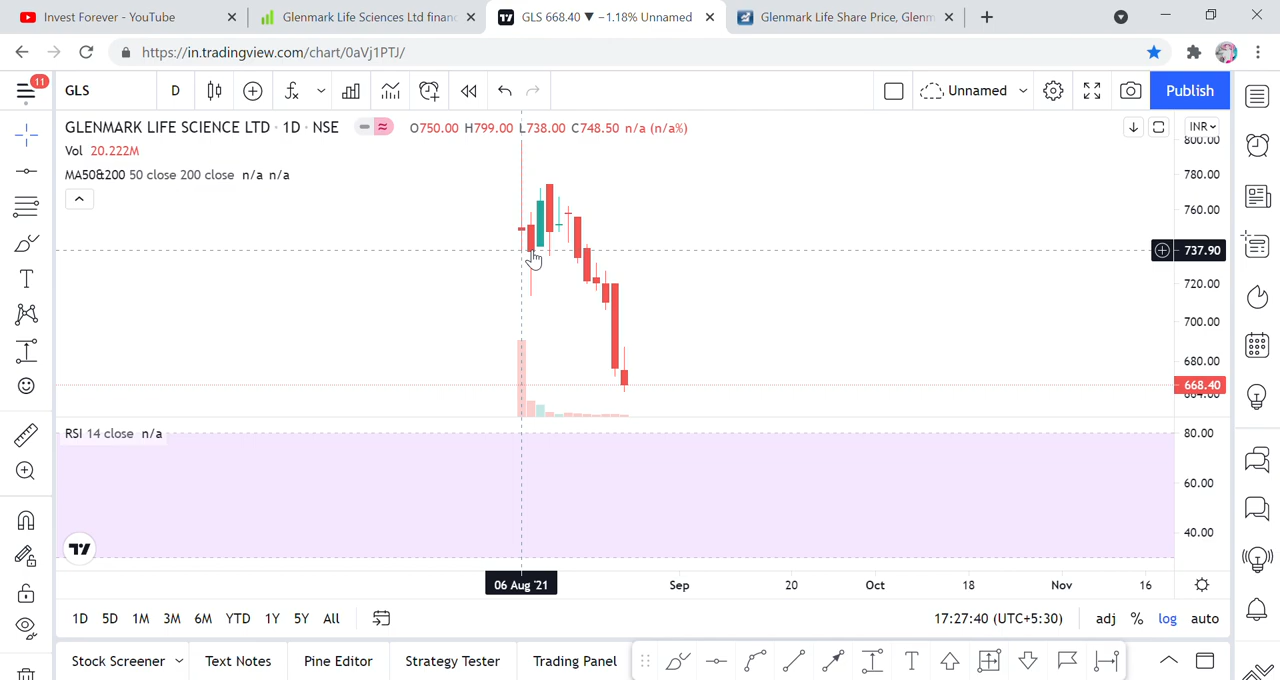 Invest Forever - YouTube
Glenmark Life Sciences Ltd financ
GLS 668.40 ▼ −1.18% Unnamed
Glenmark Life Share Price, Glenm
https://in.tradingview.com/chart/0aVj1PTJ/
11
GLS
D
Unnamed
Publish
GLENMARK LIFE SCIENCE LTD · 1D · NSE
O750.00 H799.00 L738.00 C748.50 n/a (n/a%)
INR
Vol 20.222M
MA50&200 50 close 200 close n/a n/a
800.00
780.00
760.00
737.90
720.00
700.00
680.00
668.40
RSI 14 close n/a
80.00
60.00
40.00
06 Aug '21
Sep
20
Oct
18
Nov
16
1D 5D 1M 3M 6M YTD 1Y 5Y All
17:27:40 (UTC+5:30)
adj % log auto
Stock Screener
Text Notes
Pine Editor
Strategy Tester
Trading Panel